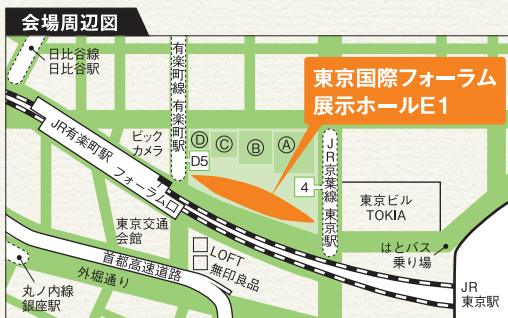 会場周辺図
日比谷線
日比谷駅
有楽町線 有楽町駅
東京国際フォーラム
展示ホールE1
JR有楽町駅
フォーラム口
ビック
カメラ
D
C
B
A
D5
4
JR京葉線 東京駅
東京ビル
TOKIA
東京交通
会館
LOFT
無印良品
はとバス
乗り場
首都高速道路
外堀通り
丸ノ内線
銀座駅
JR
東京駅